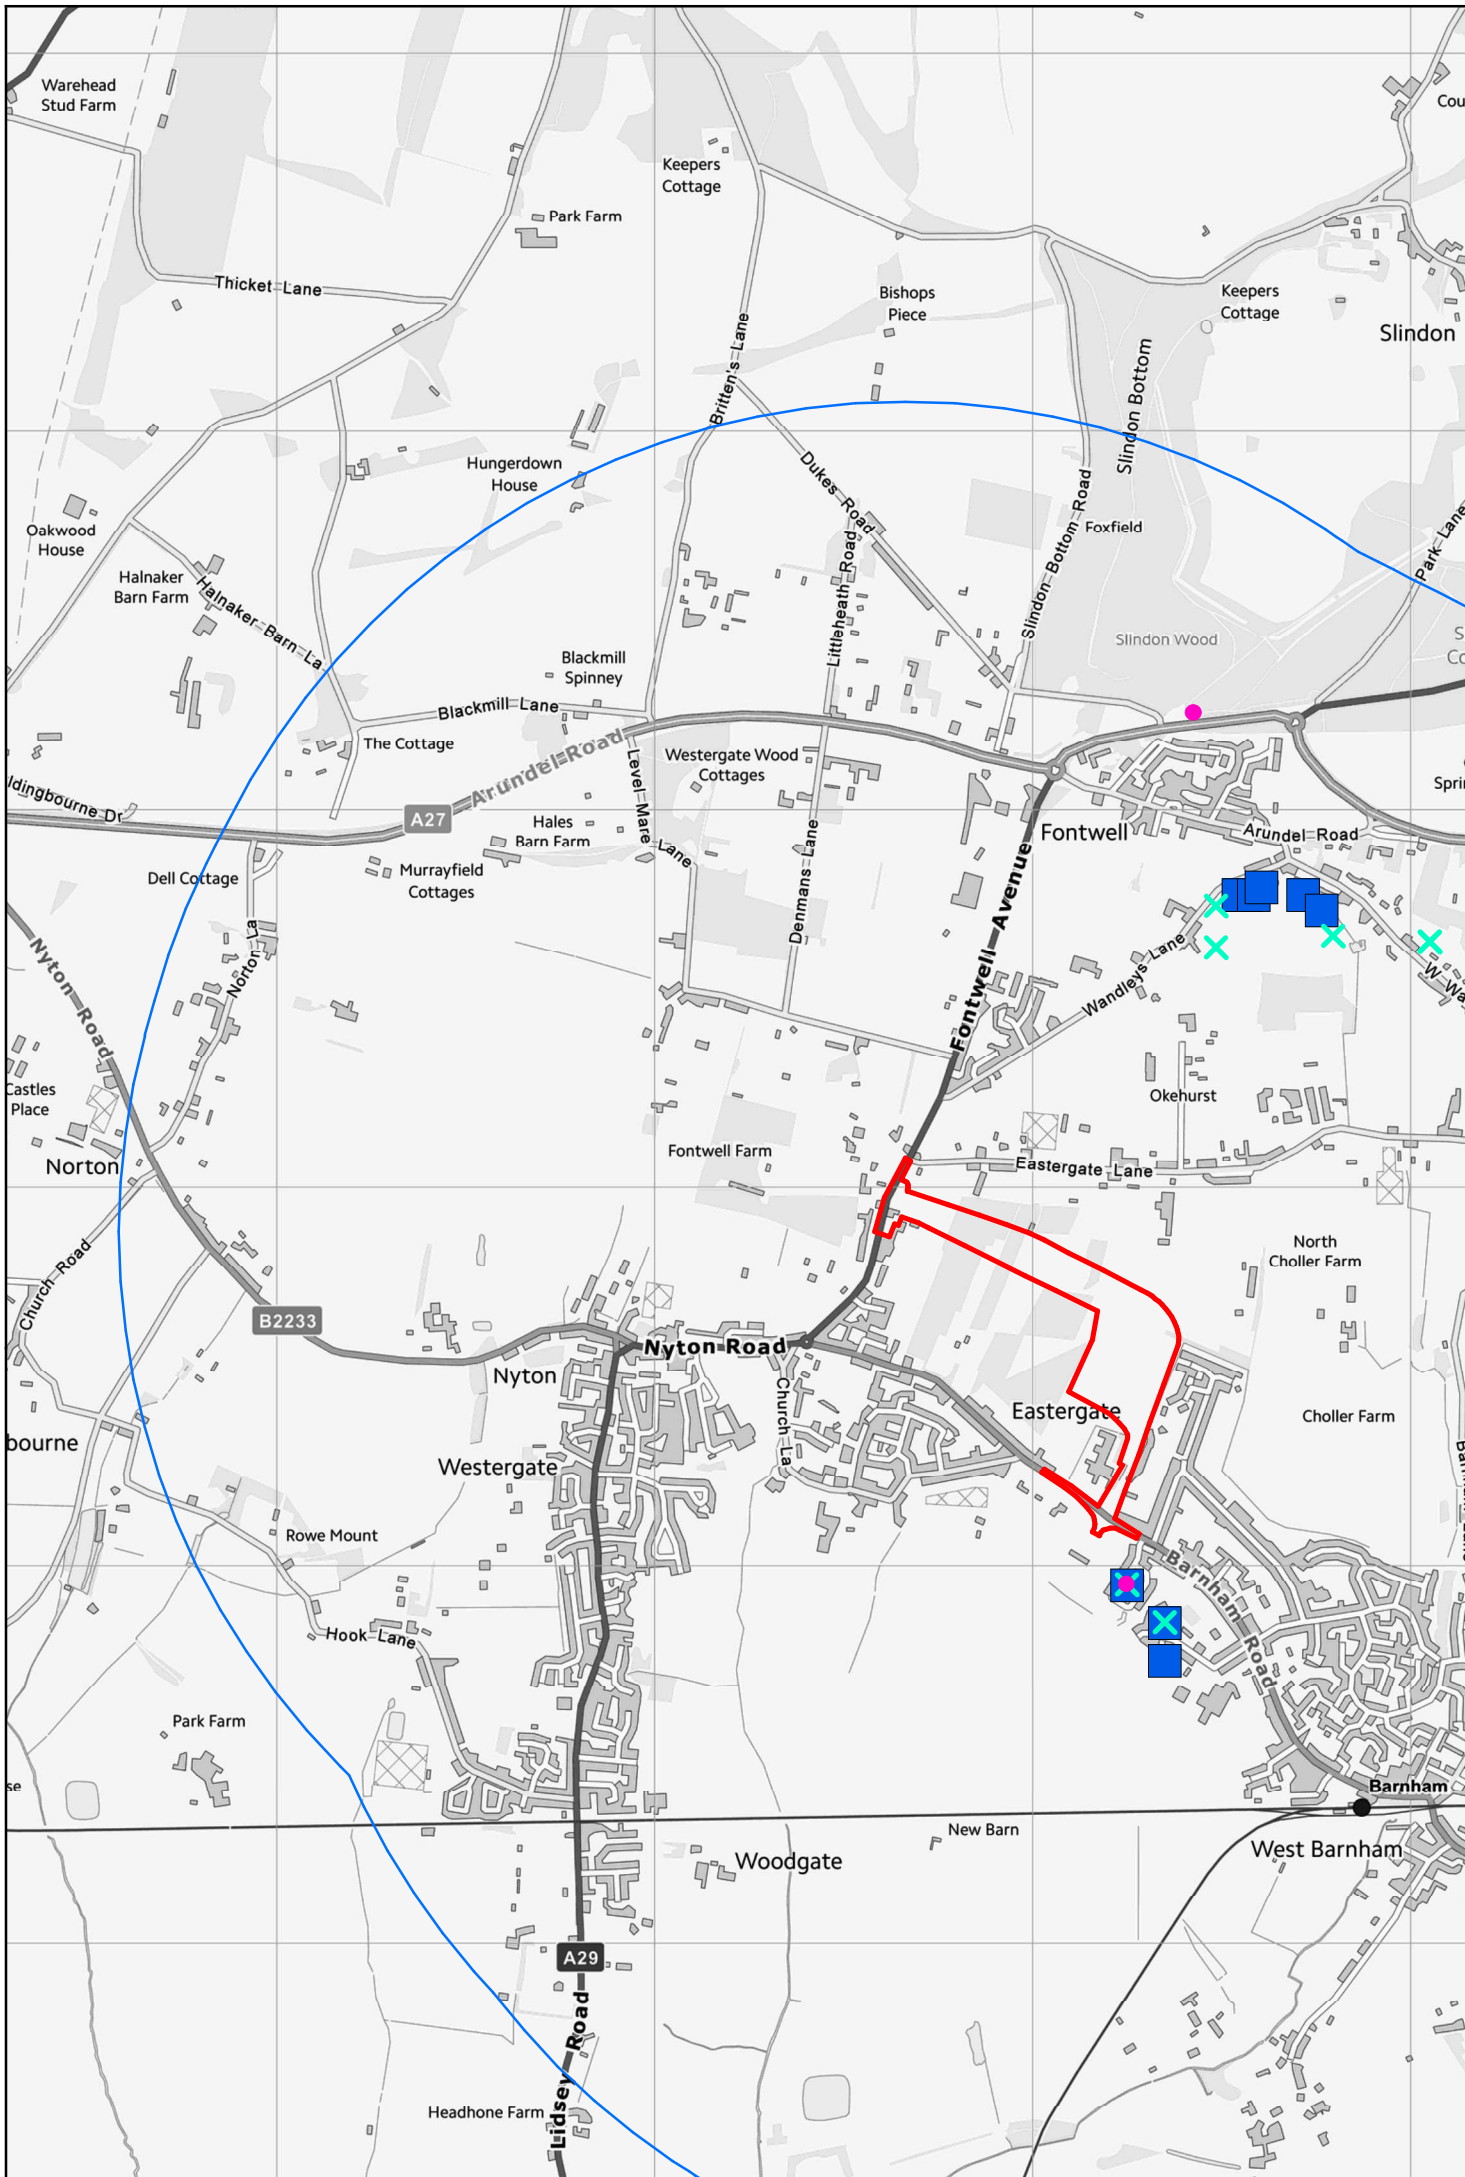 Warehead
Stud Farm
Cou
Keepers
Cottage
Park Farm
Thicket Lane
Bishops
Piece
Keepers
Cottage
Slindon
Britten's Lane
Slindon Bottom
Hungerdown
House
Dukes Road
Oakwood
House
Foxfield
Park Lane
Halnaker
Barn Farm
Halnaker Barn La
Littleheath Road
Slindon Bottom Road
Slindon Wood
S
Co
Blackmill
Spinney
Blackmill Lane
The Cottage
Arundel Road
Westergate Wood
Cottages
Level Mare Lane
Sprin
ldingbourne Dr
A27
Hales
Barn Farm
Fontwell
Arundel Road
Murrayfield
Cottages
Dell Cottage
Denmans Lane
Fontwell Avenue
Nyton Road
Norton La
Wandleys Lane
W Wa
Castles
Place
Okehurst
Norton
Fontwell Farm
Eastergate Lane
Church Road
North
Choller Farm
B2233
Nyton Road
Nyton
Church La
Eastergate
Choller Farm
bourne
Westergate
Rowe Mount
Barnham Road
Hook Lane
Park Farm
se
Barnham
New Barn
West Barnham
Woodgate
A29
Lidsey Road
Headhone Farm